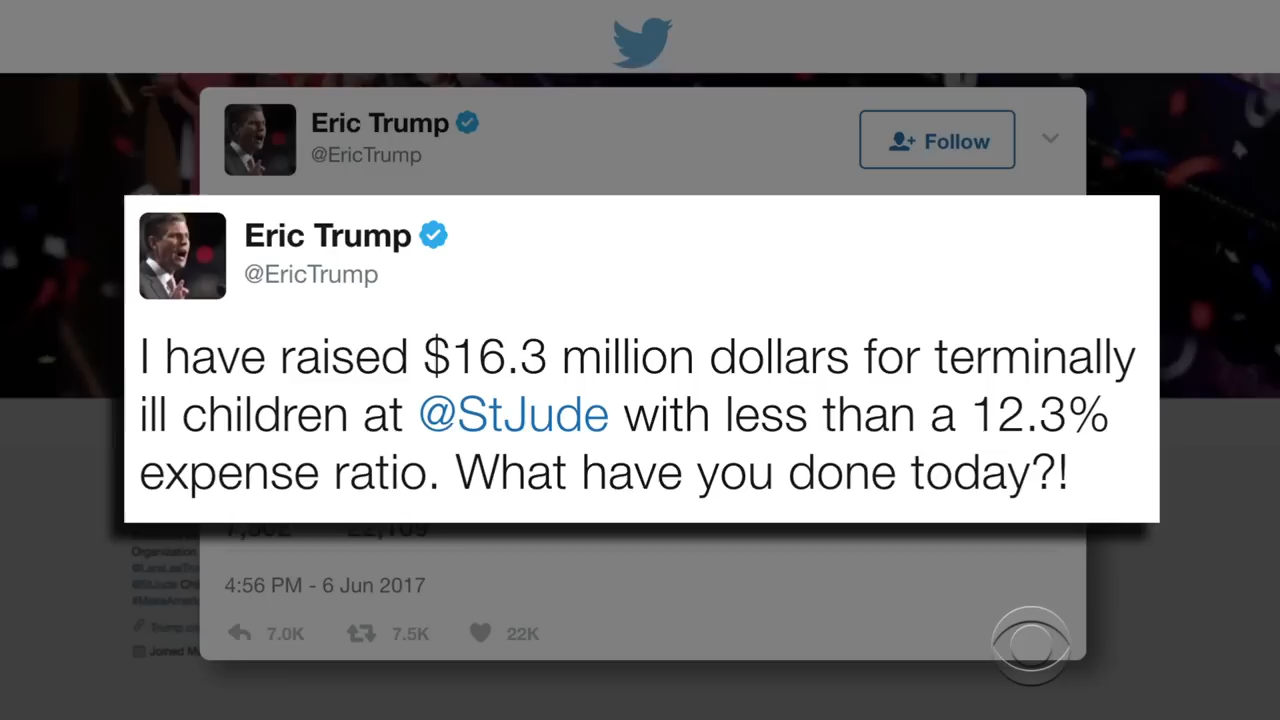 Eric Trump
@EricTrump
Follow
Eric Trump
@EricTrump
I have raised $16.3 million dollars for terminally
ill children at @StJude with less than a 12.3%
expense ratio. What have you done today?!
Organization
4:56 PM - 6 Jun 2017
7.0K 7.5K 22K